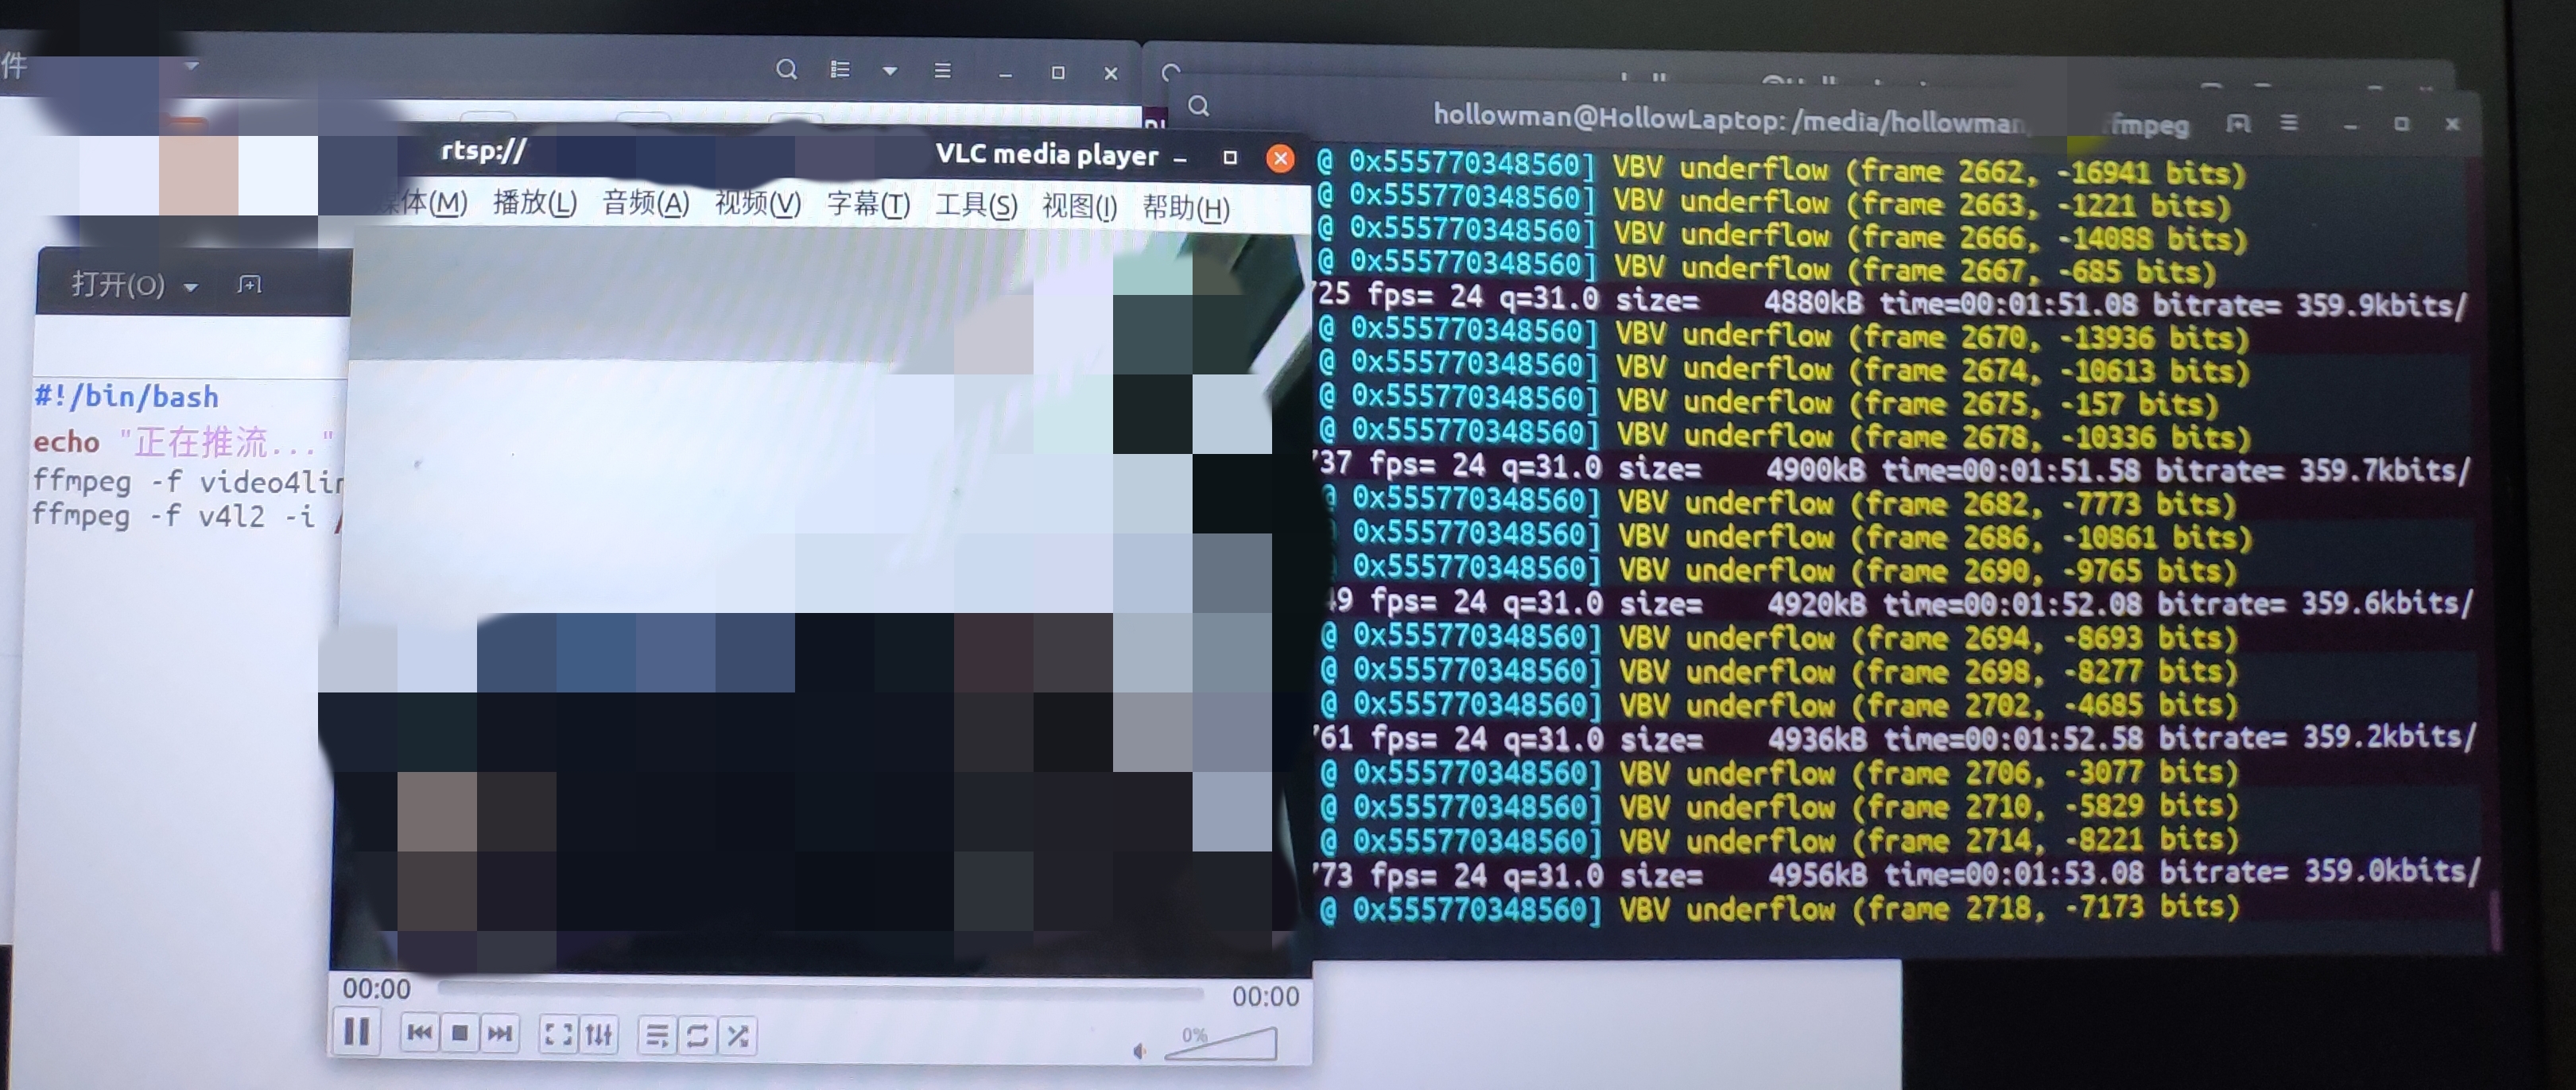 件
rtsp://
VLC media player
体(M) 播放(L) 音频(A) 视频(V) 字幕(T) 工具(S) 视图(I) 帮助(H)
打开(O)
#!/bin/bash
echo "正在推流..."
ffmpeg -f
ffmpeg -f v4l2 -i
00:00
00:00
0%
hollowman@HollowLaptop: /media/hollowman
fmpeg
@ 0x555770348560] VBV underflow (frame 2662, -16941 bits)
@ 0x555770348560] VBV underflow (frame 2663, -1221 bits)
@ 0x555770348560] VBV underflow (frame 2666, -14088 bits)
@ 0x555770348560] VBV underflow (frame 2667, -685 bits)
25 fps= 24 q=31.0 size=    4880kB time=00:01:51.08 bitrate= 359.9kbits/
@ 0x555770348560] VBV underflow (frame 2670, -13936 bits)
@ 0x555770348560] VBV underflow (frame 2674, -10613 bits)
@ 0x555770348560] VBV underflow (frame 2675, -157 bits)
@ 0x555770348560] VBV underflow (frame 2678, -10336 bits)
37 fps= 24 q=31.0 size=    4900kB time=00:01:51.58 bitrate= 359.7kbits/
@ 0x555770348560] VBV underflow (frame 2682, -7773 bits)
0x555770348560] VBV underflow (frame 2686, -10861 bits)
0x555770348560] VBV underflow (frame 2690, -9765 bits)
49 fps= 24 q=31.0 size=    4920kB time=00:01:52.08 bitrate= 359.6kbits/
@ 0x555770348560] VBV underflow (frame 2694, -8693 bits)
@ 0x555770348560] VBV underflow (frame 2698, -8277 bits)
@ 0x555770348560] VBV underflow (frame 2702, -4685 bits)
61 fps= 24 q=31.0 size=    4936kB time=00:01:52.58 bitrate= 359.2kbits/
@ 0x555770348560] VBV underflow (frame 2706, -3077 bits)
@ 0x555770348560] VBV underflow (frame 2710, -5829 bits)
@ 0x555770348560] VBV underflow (frame 2714, -8221 bits)
73 fps= 24 q=31.0 size=    4956kB time=00:01:53.08 bitrate= 359.0kbits/
@ 0x555770348560] VBV underflow (frame 2718, -7173 bits)